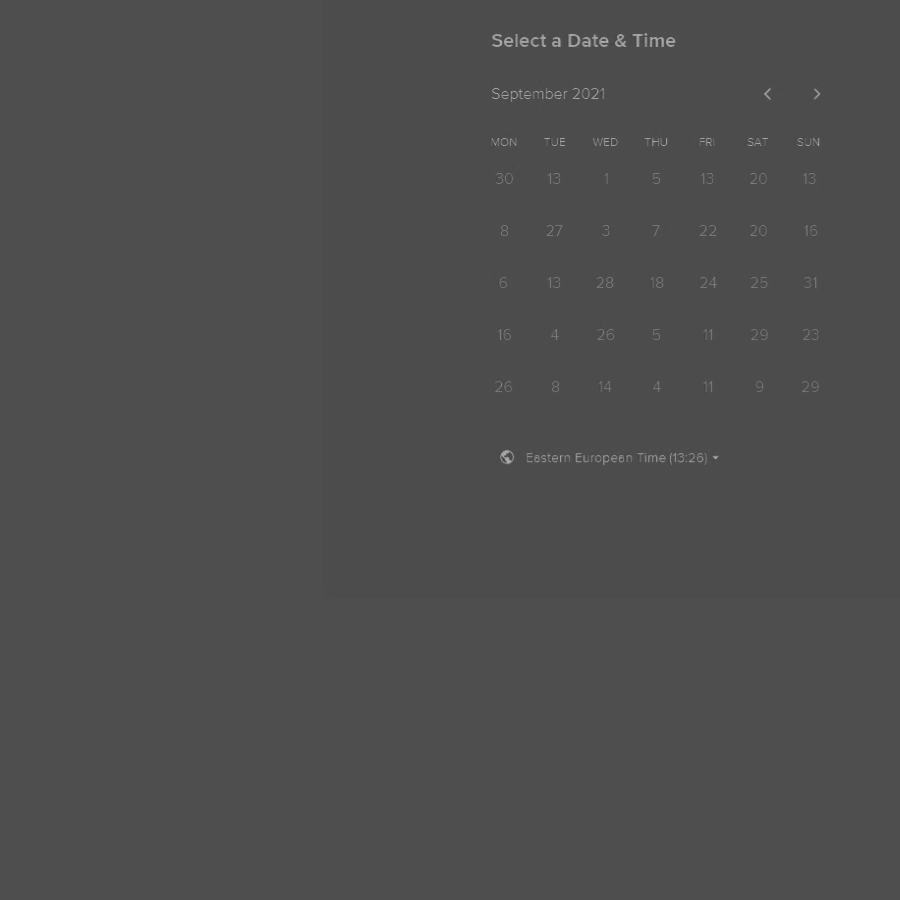 Select a Date & Time
September 2021
MON TUE WED THU FRI SAT SUN
30 13 1 5 13 20 13
8 27 3 7 22 20 16
6 13 28 18 24 25 31
16 4 26 5 11 29 23
26 8 14 4 11 9 29
Eastern European Time (13:26)